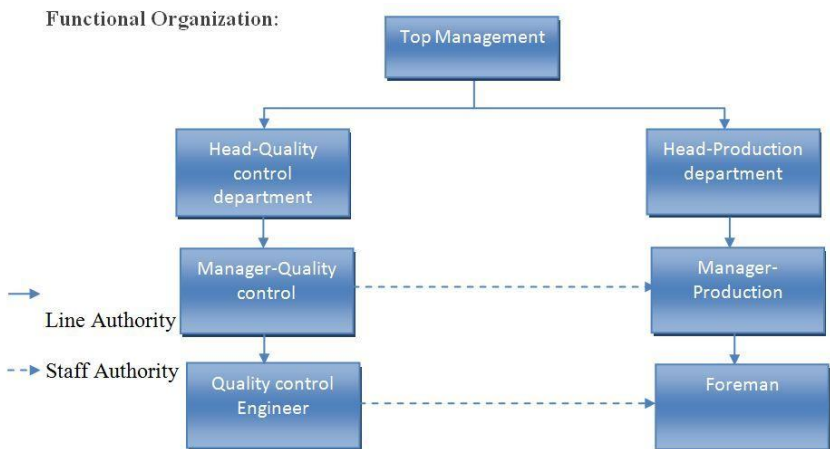 Functional Organization:
Top Management
Head-Quality
control
department
Head-Production
department
Manager-Quality
control
Manager-
Production
Line Authority
Staff Authority
Quality control
Engineer
Foreman